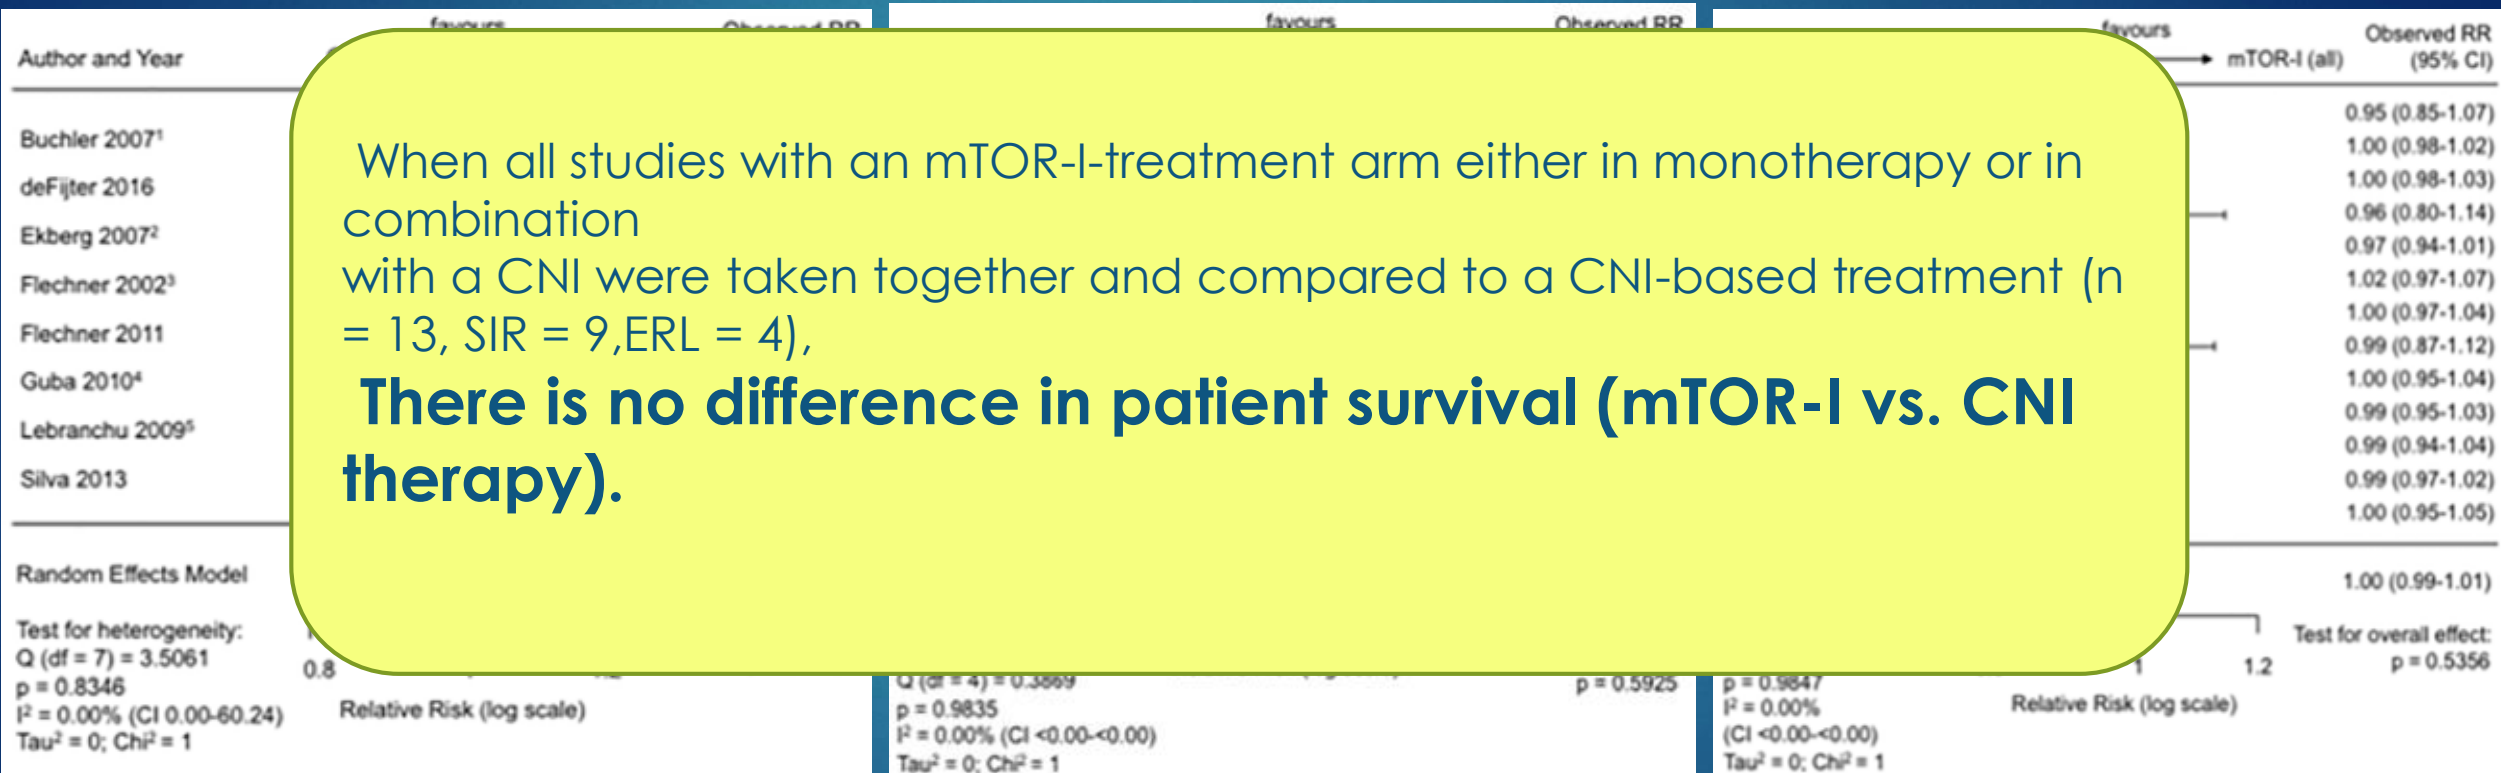 favours
Author and Year
Buchler 2007¹
deFijter 2016
Ekberg 2007²
Flechner 2002³
Flechner 2011
Guba 2010⁴
Lebranchu 2009⁵
Silva 2013
Random Effects Model
Test for heterogeneity:
Q (df = 7) = 3.5061
p = 0.8346
I² = 0.00% (CI 0.00-60.24)
Tau² = 0; Chi² = 1
0.8
Relative Risk (log scale)
Observed RR
favours
Observed RR
When all studies with an mTOR-I-treatment arm either in monotherapy or in
combination
with a CNI were taken together and compared to a CNI-based treatment (n
= 13, SIR = 9,ERL = 4),
There is no difference in patient survival (mTOR-I vs. CNI
therapy).
Q (df = 4) = 0.3869
p = 0.9835
I² = 0.00% (CI <0.00-<0.00)
Tau² = 0; Chi² = 1
p = 0.5925
favours
mTOR-I (all)
Observed RR
(95% CI)
0.95 (0.85-1.07)
1.00 (0.98-1.02)
1.00 (0.98-1.03)
0.96 (0.80-1.14)
0.97 (0.94-1.01)
1.02 (0.97-1.07)
1.00 (0.97-1.04)
0.99 (0.87-1.12)
1.00 (0.95-1.04)
0.99 (0.95-1.03)
0.99 (0.94-1.04)
0.99 (0.97-1.02)
1.00 (0.95-1.05)
1.00 (0.99-1.01)
Test for overall effect:
p = 0.5356
1
1.2
Relative Risk (log scale)
p = 0.9847
I² = 0.00%
(CI <0.00-<0.00)
Tau² = 0; Chi² = 1